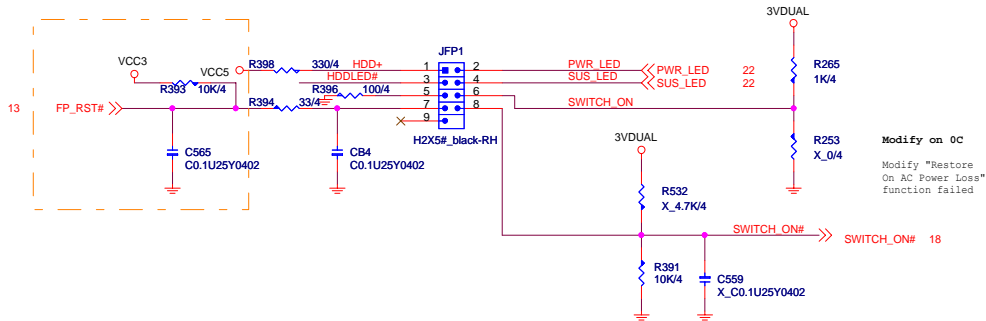 3VDUAL
JFP1
VCC3
VCC5
R398
330/4
HDD+
1
2
PWR_LED
PWR_LED
22
R265
1K/4
R393
10K/4
HDDLED#
3
4
SUS_LED
SUS_LED
22
R396
100/4
5
6
SWITCH_ON
13
FP_RST#
R394
33/4
7
8
9
H2X5#_black-RH
3VDUAL
R253
X_0/4
Modify on 0C
Modify "Restore
On AC Power Loss"
function failed
C565
C0.1U25Y0402
CB4
C0.1U25Y0402
R532
X_4.7K/4
SWITCH_ON#
SWITCH_ON#
18
R391
10K/4
C559
X_C0.1U25Y0402